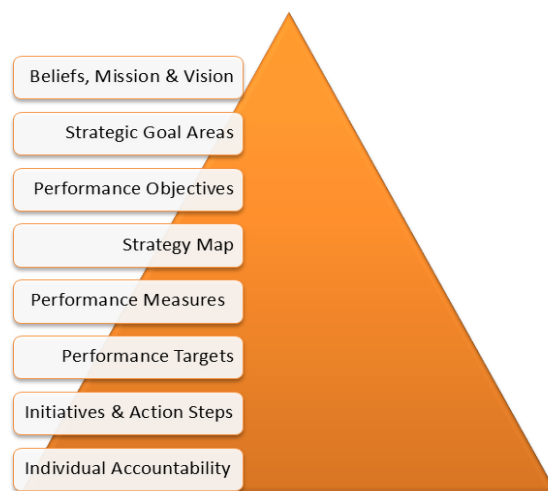 Beliefs, Mission & Vision
Strategic Goal Areas
Performance Objectives
Strategy Map
Performance Measures
Performance Targets
Initiatives & Action Steps
Individual Accountability